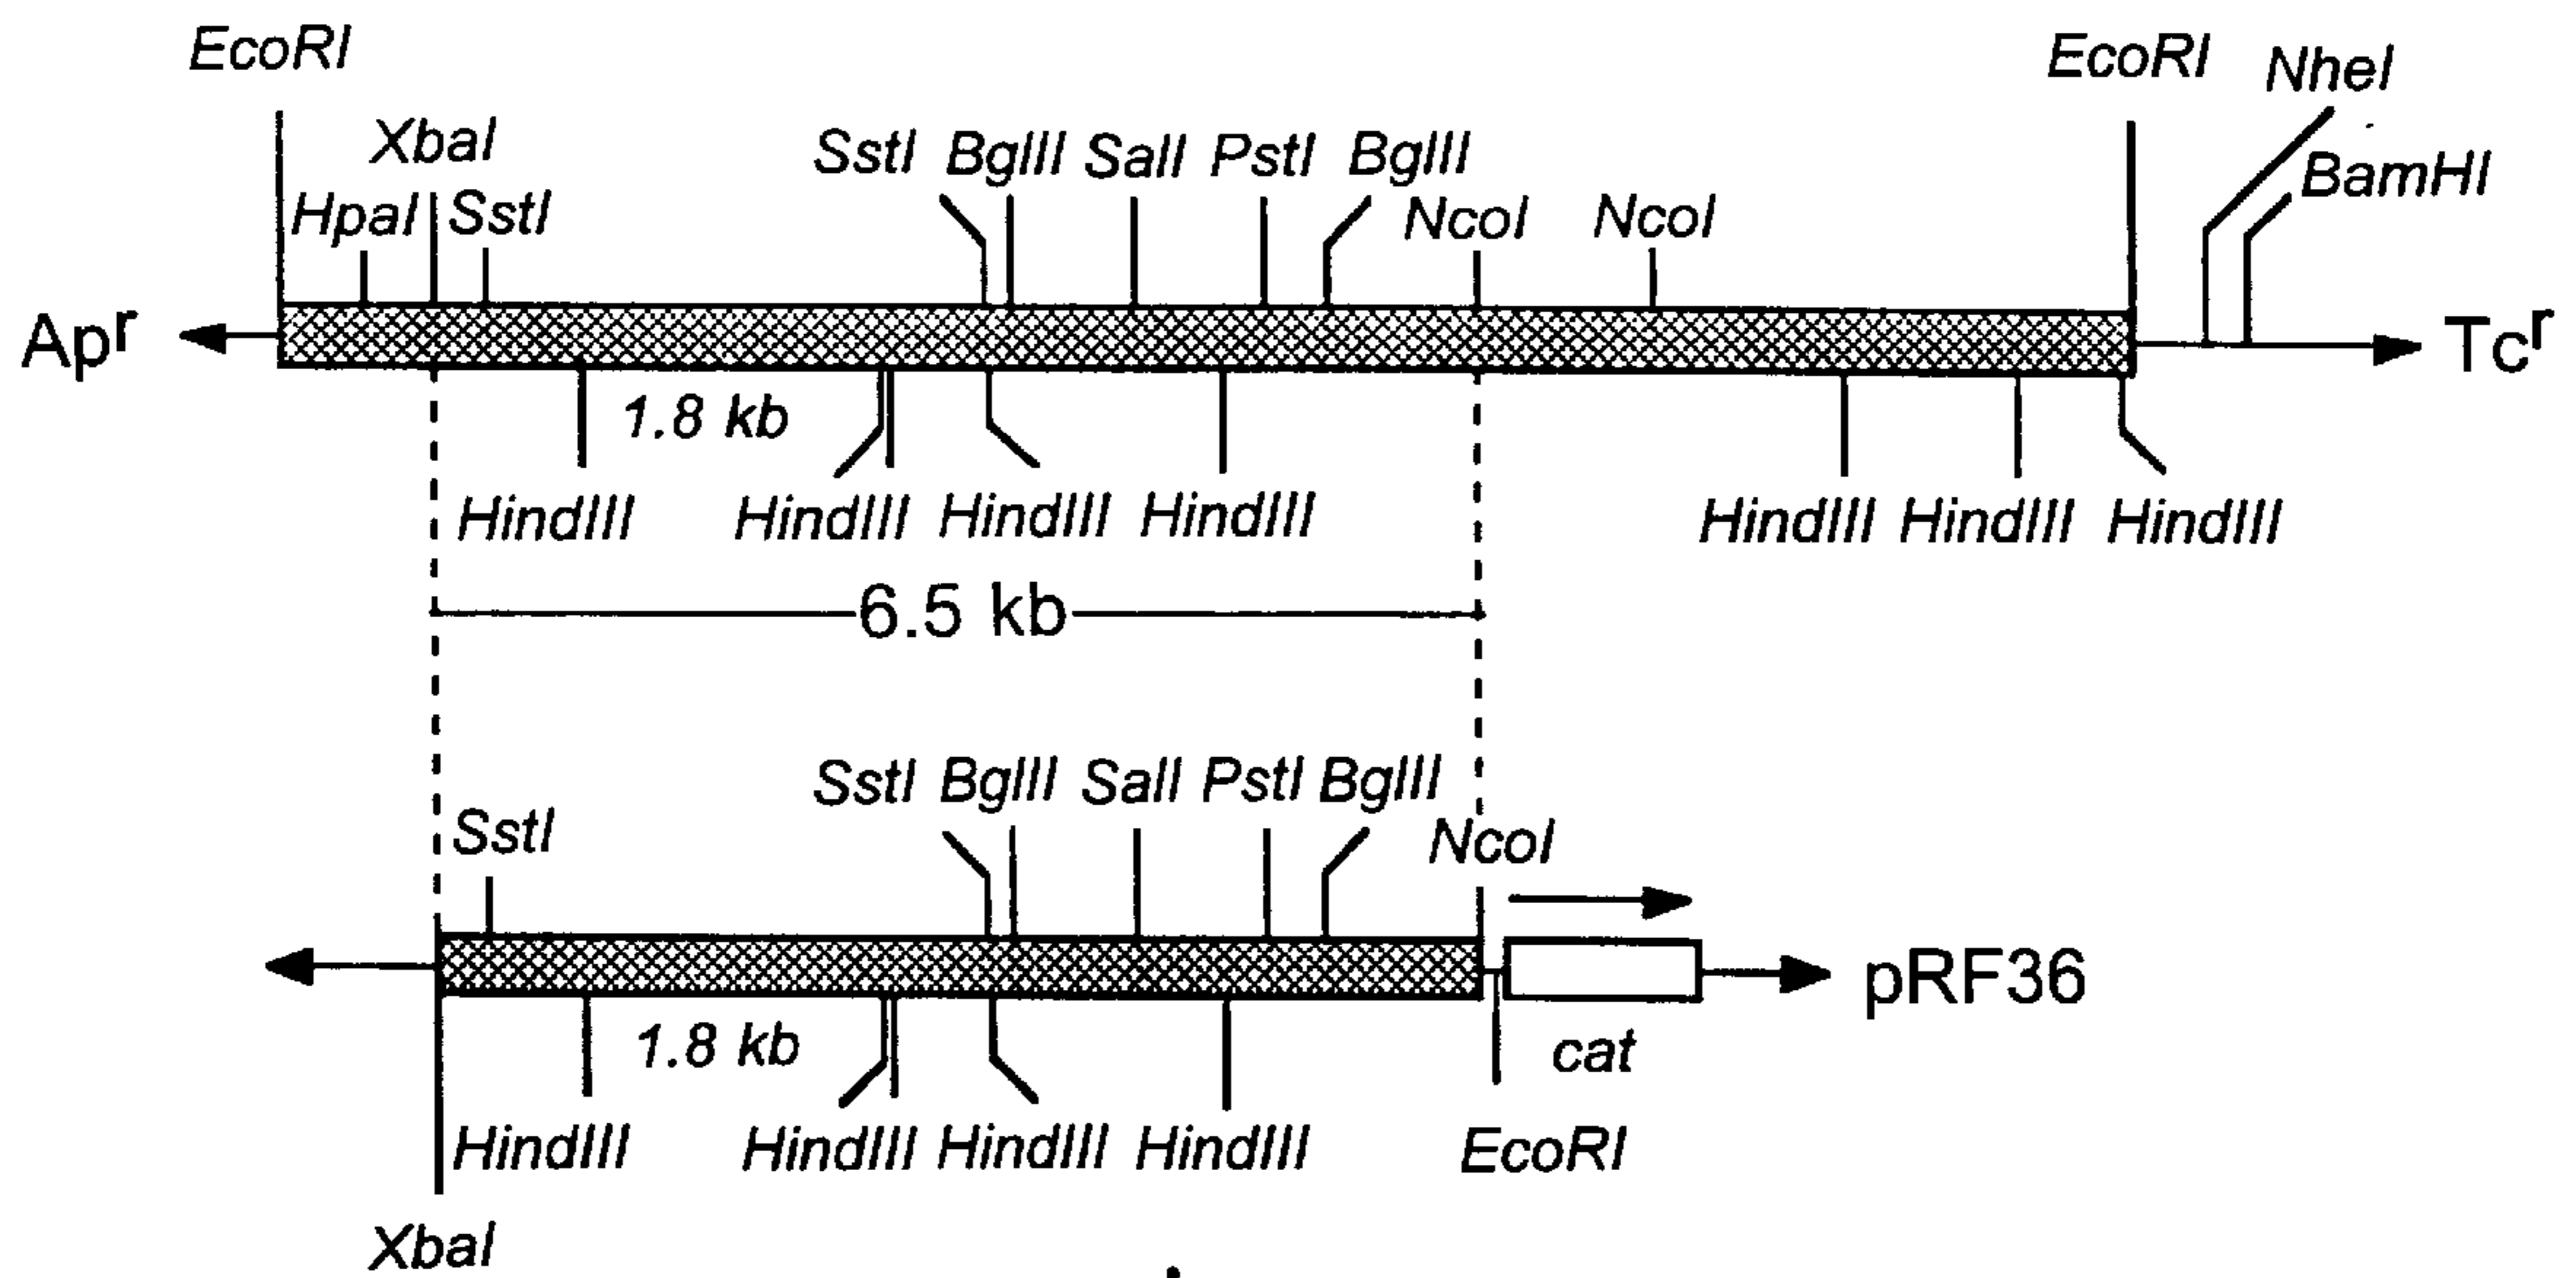 EcoRI EcoRI NheI
XbaI SstI BglII SalI PstI BglII BamHI
HpaI SstI NcoI NcoI
Apr Tcr
1.8 kb
HindIII HindIII HindIII HindIII HindIII HindIII HindIII
6.5 kb
SstI BglII SalI PstI BglII
SstI NcoI
pRF36
1.8 kb cat
HindIII HindIII HindIII HindIII EcoRI
XbaI